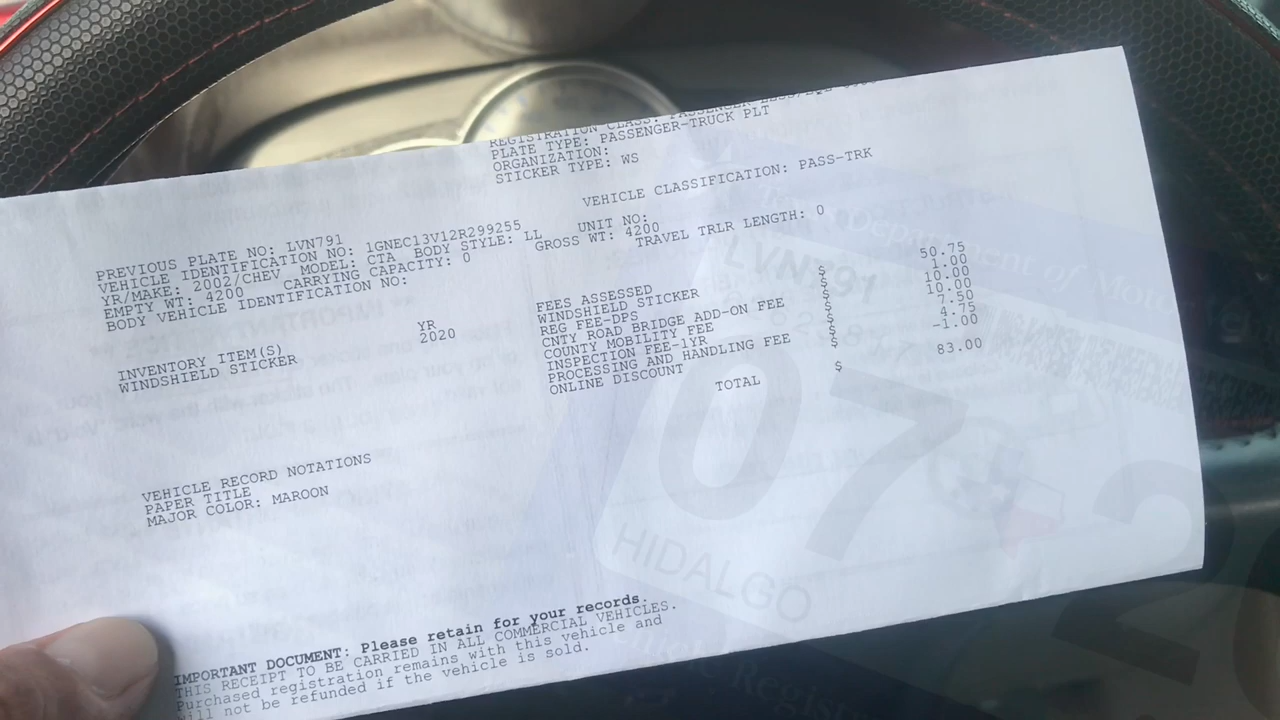 REGISTRATION CLASS: PASSENGER-LESS/EQL
PLATE TYPE: PASSENGER-TRUCK PLT
ORGANIZATION:
STICKER TYPE: WS
VEHICLE CLASSIFICATION: PASS-TRK
PREVIOUS PLATE NO: LVN791
VEHICLE IDENTIFICATION NO: 1GNEC13V12R299255 UNIT NO:
YR/MAKE: 2002/CHEV MODEL: CTA BODY STYLE: LL GROSS WT: 4200
EMPTY WT: 4200 CARRYING CAPACITY: 0 TRAVEL TRLR LENGTH: 0
BODY VEHICLE IDENTIFICATION NO:
FEES ASSESSED
YR
INVENTORY ITEM(S) 2020
WINDSHIELD STICKER
WINDSHIELD STICKER $ 50.75
REG FEE-DPS $ 1.00
CNTY ROAD BRIDGE ADD-ON FEE $ 10.00
COUNTY MOBILITY FEE $ 10.00
INSPECTION FEE-1YR $ 7.50
PROCESSING AND HANDLING FEE $ 4.75
ONLINE DISCOUNT $ -1.00
TOTAL $ 83.00
VEHICLE RECORD NOTATIONS
PAPER TITLE
MAJOR COLOR: MAROON
IMPORTANT DOCUMENT: Please retain for your records.
THIS RECEIPT TO BE CARRIED IN ALL COMMERCIAL VEHICLES.
Purchased registration remains with this vehicle and
will not be refunded if the vehicle is sold.
Department of Motor
LVN791
07
HIDALGO